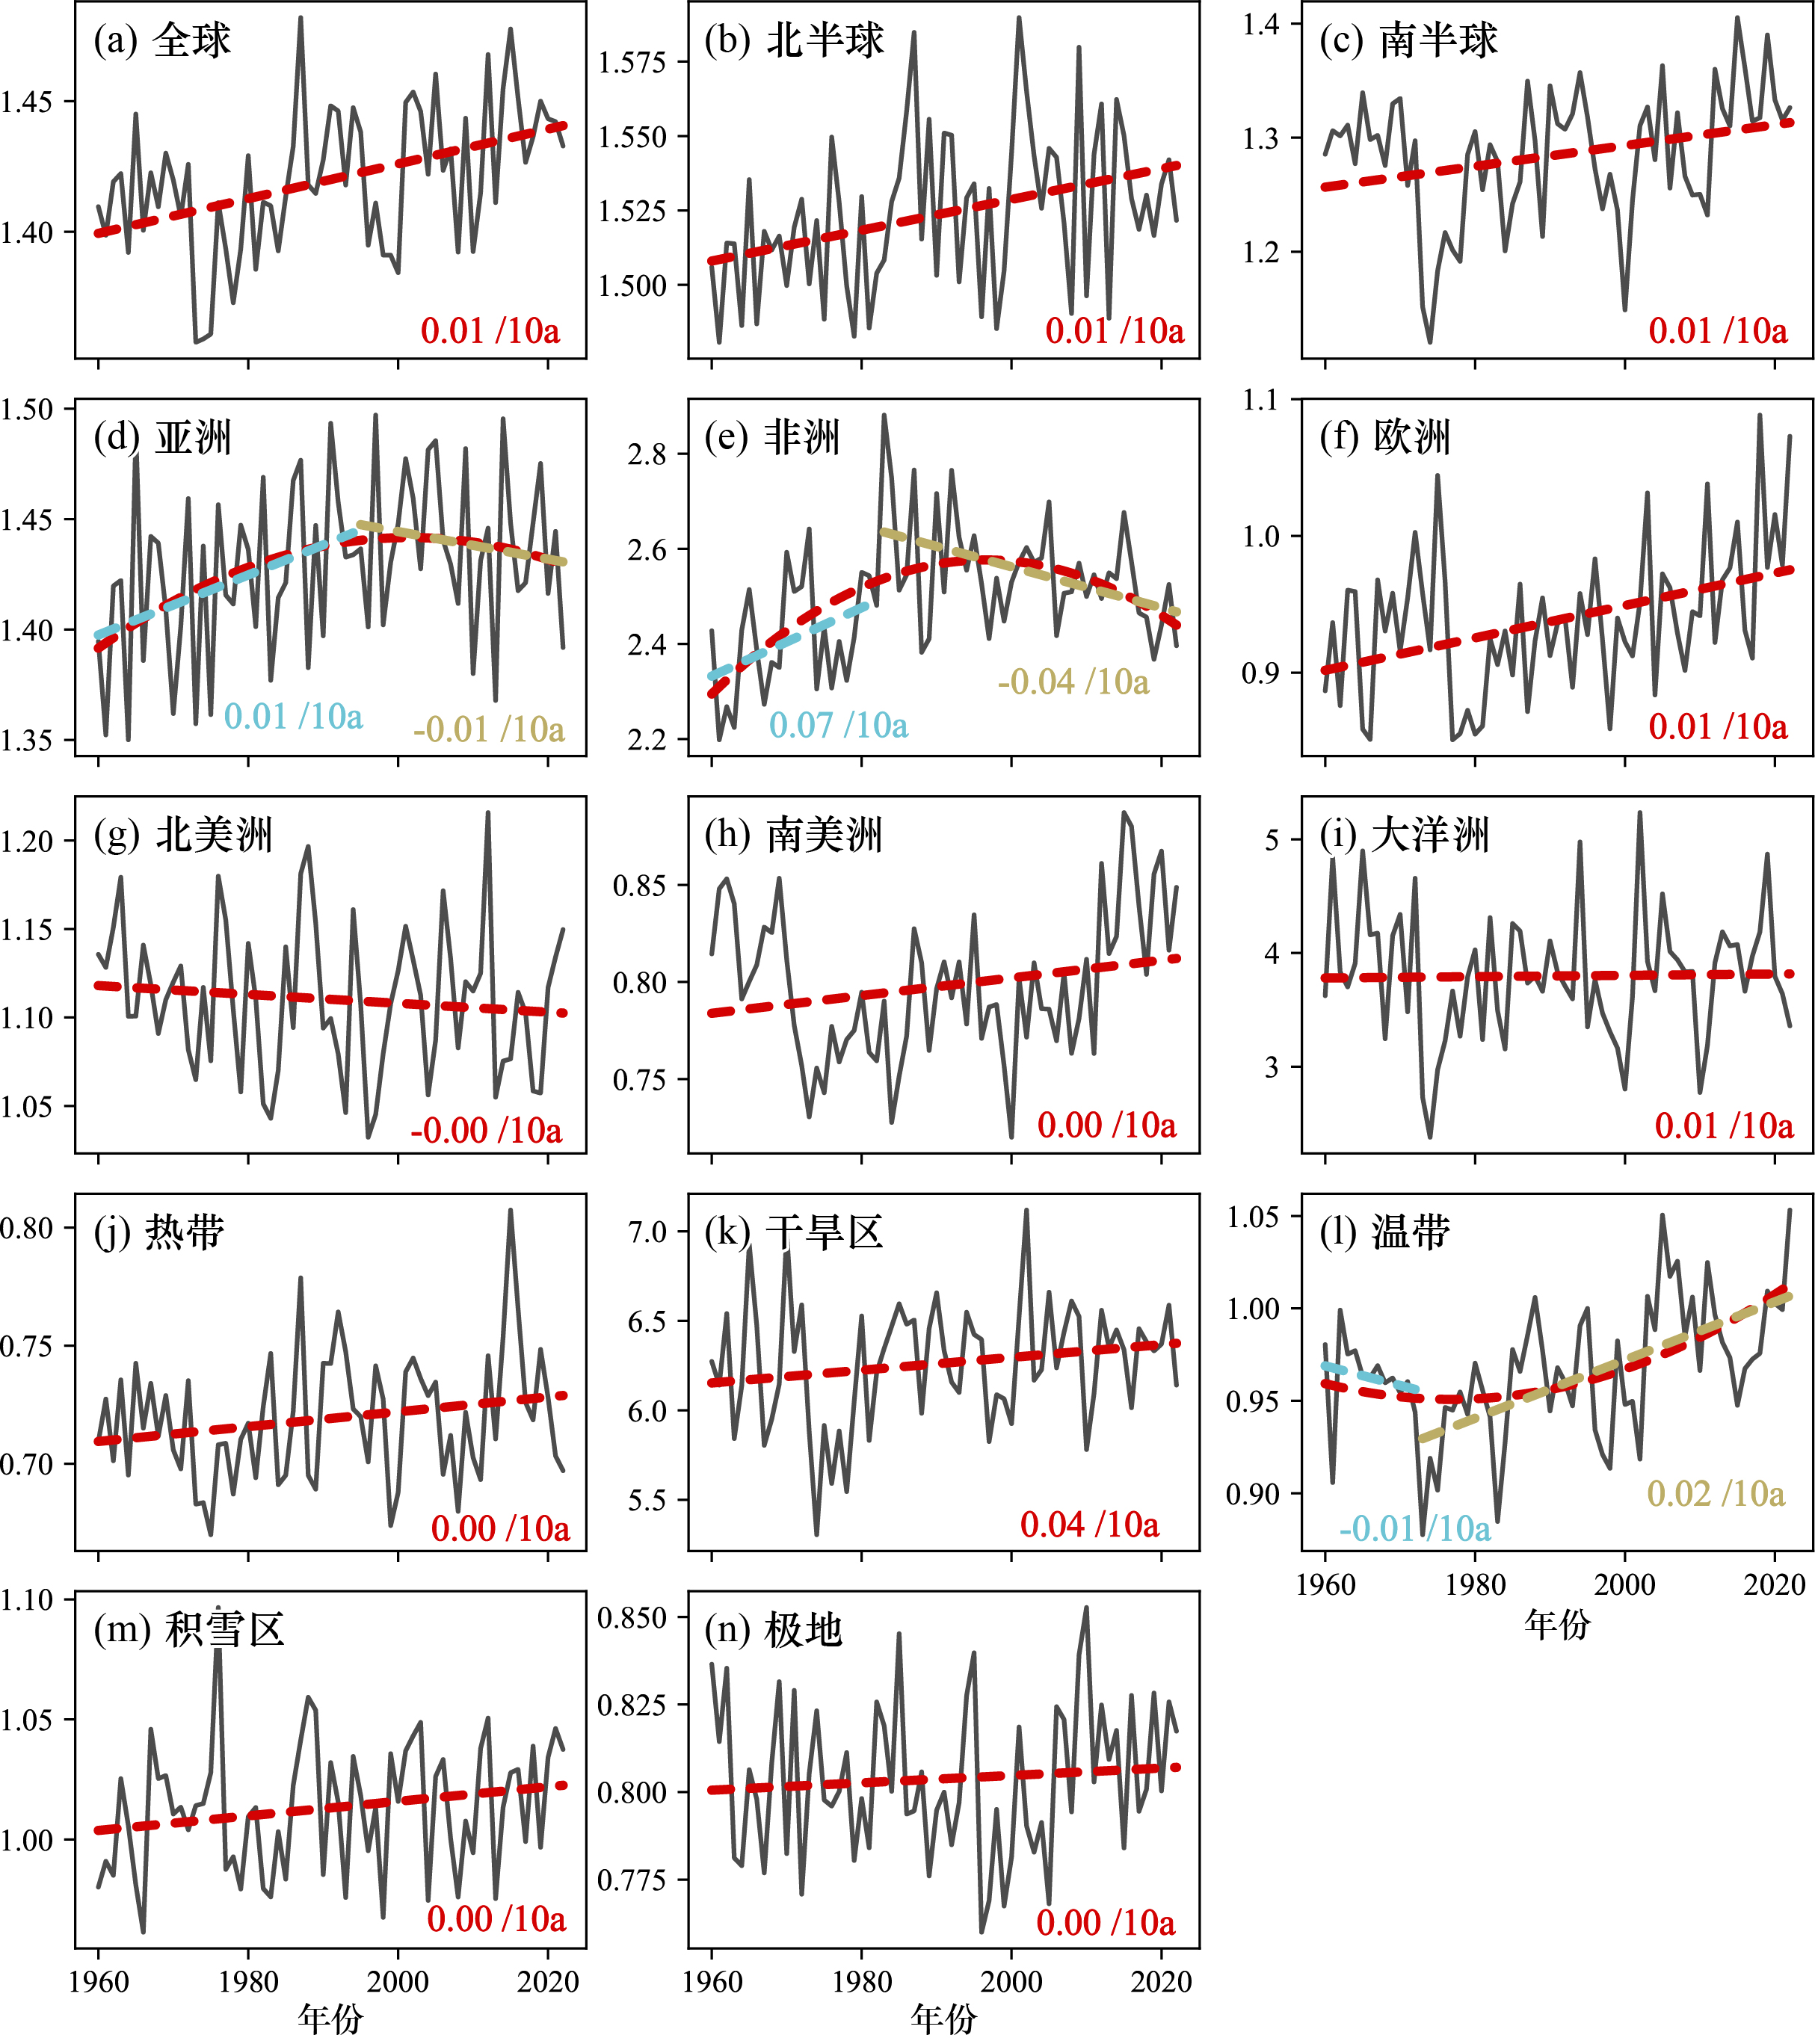 (a) 全球
1.45
1.40
0.01 /10a
(b) 北半球
1.575
1.550
1.525
1.500
0.01 /10a
(c) 南半球
1.4
1.3
1.2
0.01 /10a
(d) 亚洲
1.50
1.45
1.40
1.35
0.01 /10a
-0.01 /10a
(e) 非洲
2.8
2.6
2.4
2.2
0.07 /10a
-0.04 /10a
(f) 欧洲
1.1
1.0
0.9
0.01 /10a
(g) 北美洲
1.20
1.15
1.10
1.05
-0.00 /10a
(h) 南美洲
0.85
0.80
0.75
0.00 /10a
(i) 大洋洲
5
4
3
0.01 /10a
(j) 热带
0.80
0.75
0.70
0.00 /10a
(k) 干旱区
7.0
6.5
6.0
5.5
0.04 /10a
(l) 温带
1.05
1.00
0.95
0.90
-0.01 /10a
0.02 /10a
1960 1980 2000 2020
年份
(m) 积雪区
1.10
1.05
1.00
0.00 /10a
1960 1980 2000 2020
年份
(n) 极地
0.850
0.825
0.800
0.775
0.00 /10a
1960 1980 2000 2020
年份